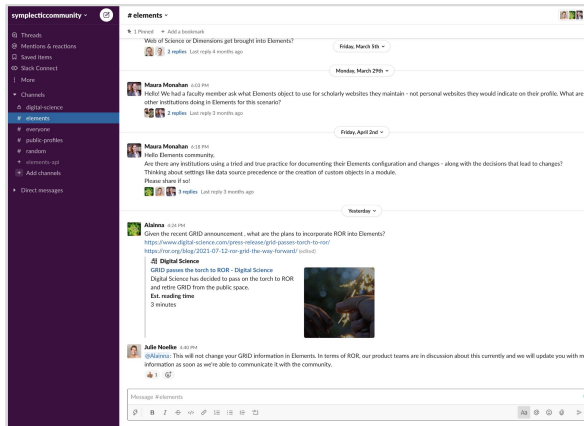 symplecticcommunity
Threads
Mentions & reactions
Saved items
Slack Connect
More
Channels
digital-science
# elements
# everyone
# public-profiles
# random
elements-api
+ Add channels
Direct messages
# elements
1 Pinned + Add a bookmark
Web of Science or Dimensions get brought into Elements?
2 replies Last reply 4 months ago
Friday, March 5th
Monday, March 29th
Maura Monahan 6:03 PM
Hello! We had a faculty member ask what Elements object to use for scholarly websites they maintain - not personal websites they would indicate on their profile. What are
other institutions doing in Elements for this scenario?
2 replies Last reply 3 months ago
Friday, April 2nd
Maura Monahan 6:18 PM
Hello Elements community,
Are there any institutions using a tried and true practice for documenting their Elements configuration and changes - along with the decisions that lead to changes?
Thinking about settings like data source precedence or the creation of custom objects in a module.
Please share if so!
3 replies Last reply 3 months ago
Yesterday
Alainna 4:24 PM
Given the recent GRID announcement , what are the plans to incorporate ROR into Elements?
https://www.digital-science.com/press-release/grid-passes-torch-to-ror/
https://ror.org/blog/2021-07-12-ror-grid-the-way-forward/ (edited)
Digital Science
GRID passes the torch to ROR - Digital Science
Digital Science has decided to pass on the torch to ROR
and retire GRID from the public space.
Est. reading time
3 minutes
Julie Noelke 4:40 PM
@Alainna: This will not change your GRID information in Elements. In terms of ROR, our product teams are in discussion about this currently and we will update you with m
information as soon as we're able to communicate it with the community.
1
Message #elements
B I
Aa @